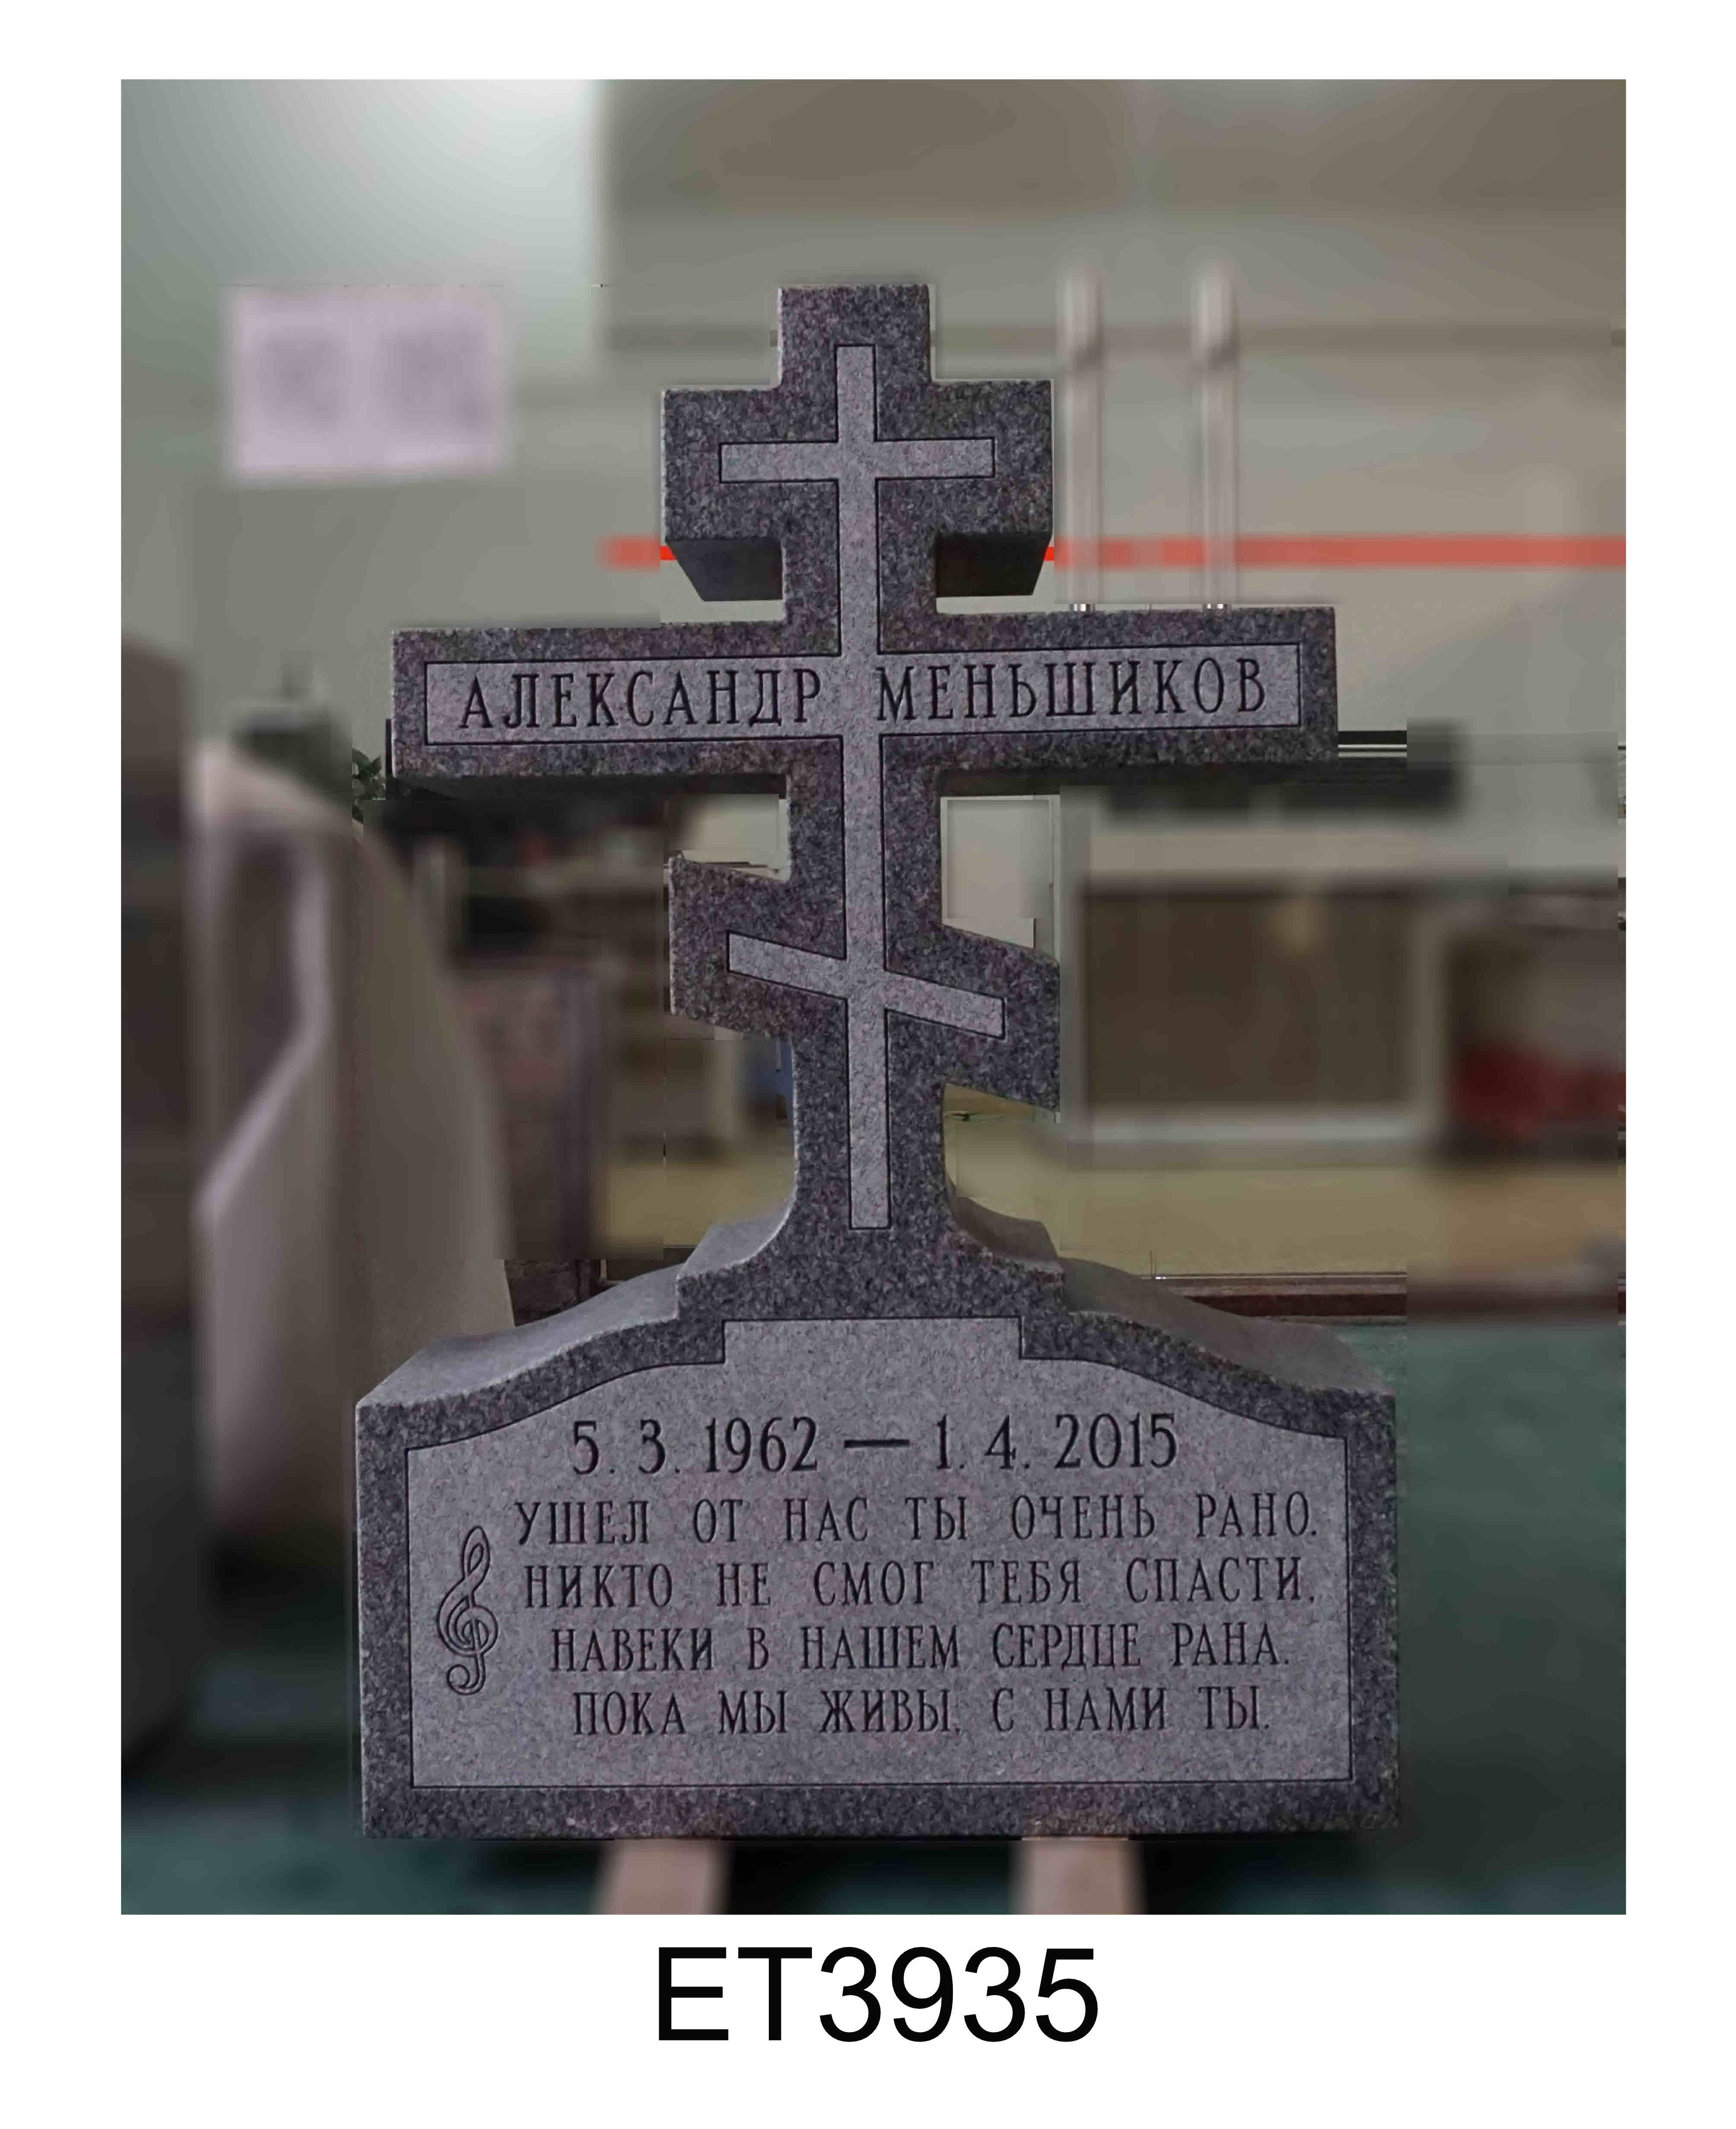 АЛЕКСАНДР МЕНЬШИКОВ
5.3.1962 — 1.4.2015
УШЕЛ ОТ НАС ТЫ ОЧЕНЬ РАНО.
НИКТО НЕ СМОГ ТЕБЯ СПАСТИ,
НАВЕКИ В НАШЕМ СЕРДЦЕ РАНА.
ПОКА МЫ ЖИВЫ, С НАМИ ТЫ.
ET3935